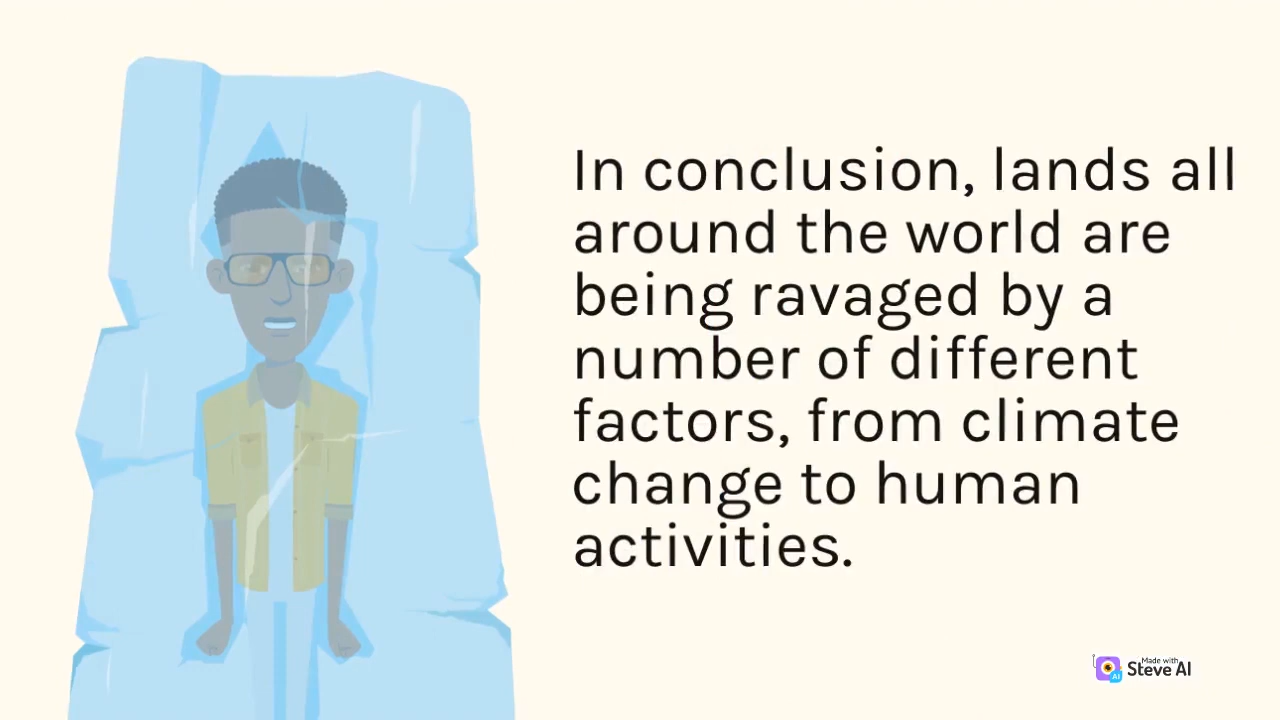 In conclusion, lands all
around the world are
being ravaged by a
number of different
factors, from climate
change to human
activities.
Made with
Steve AI
AI